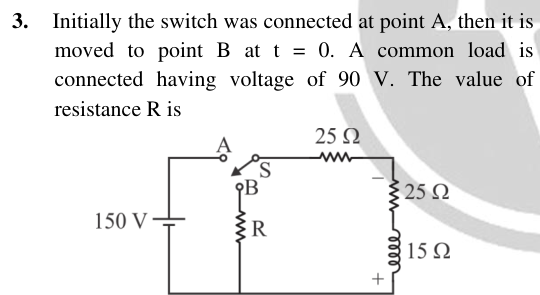 3. Initially the switch was connected at point A, then it is
moved to point B at t = 0. A common load is
connected having voltage of 90 V. The value of
resistance R is
25 Ω
A
S
B
25 Ω
150 V
R
15 Ω